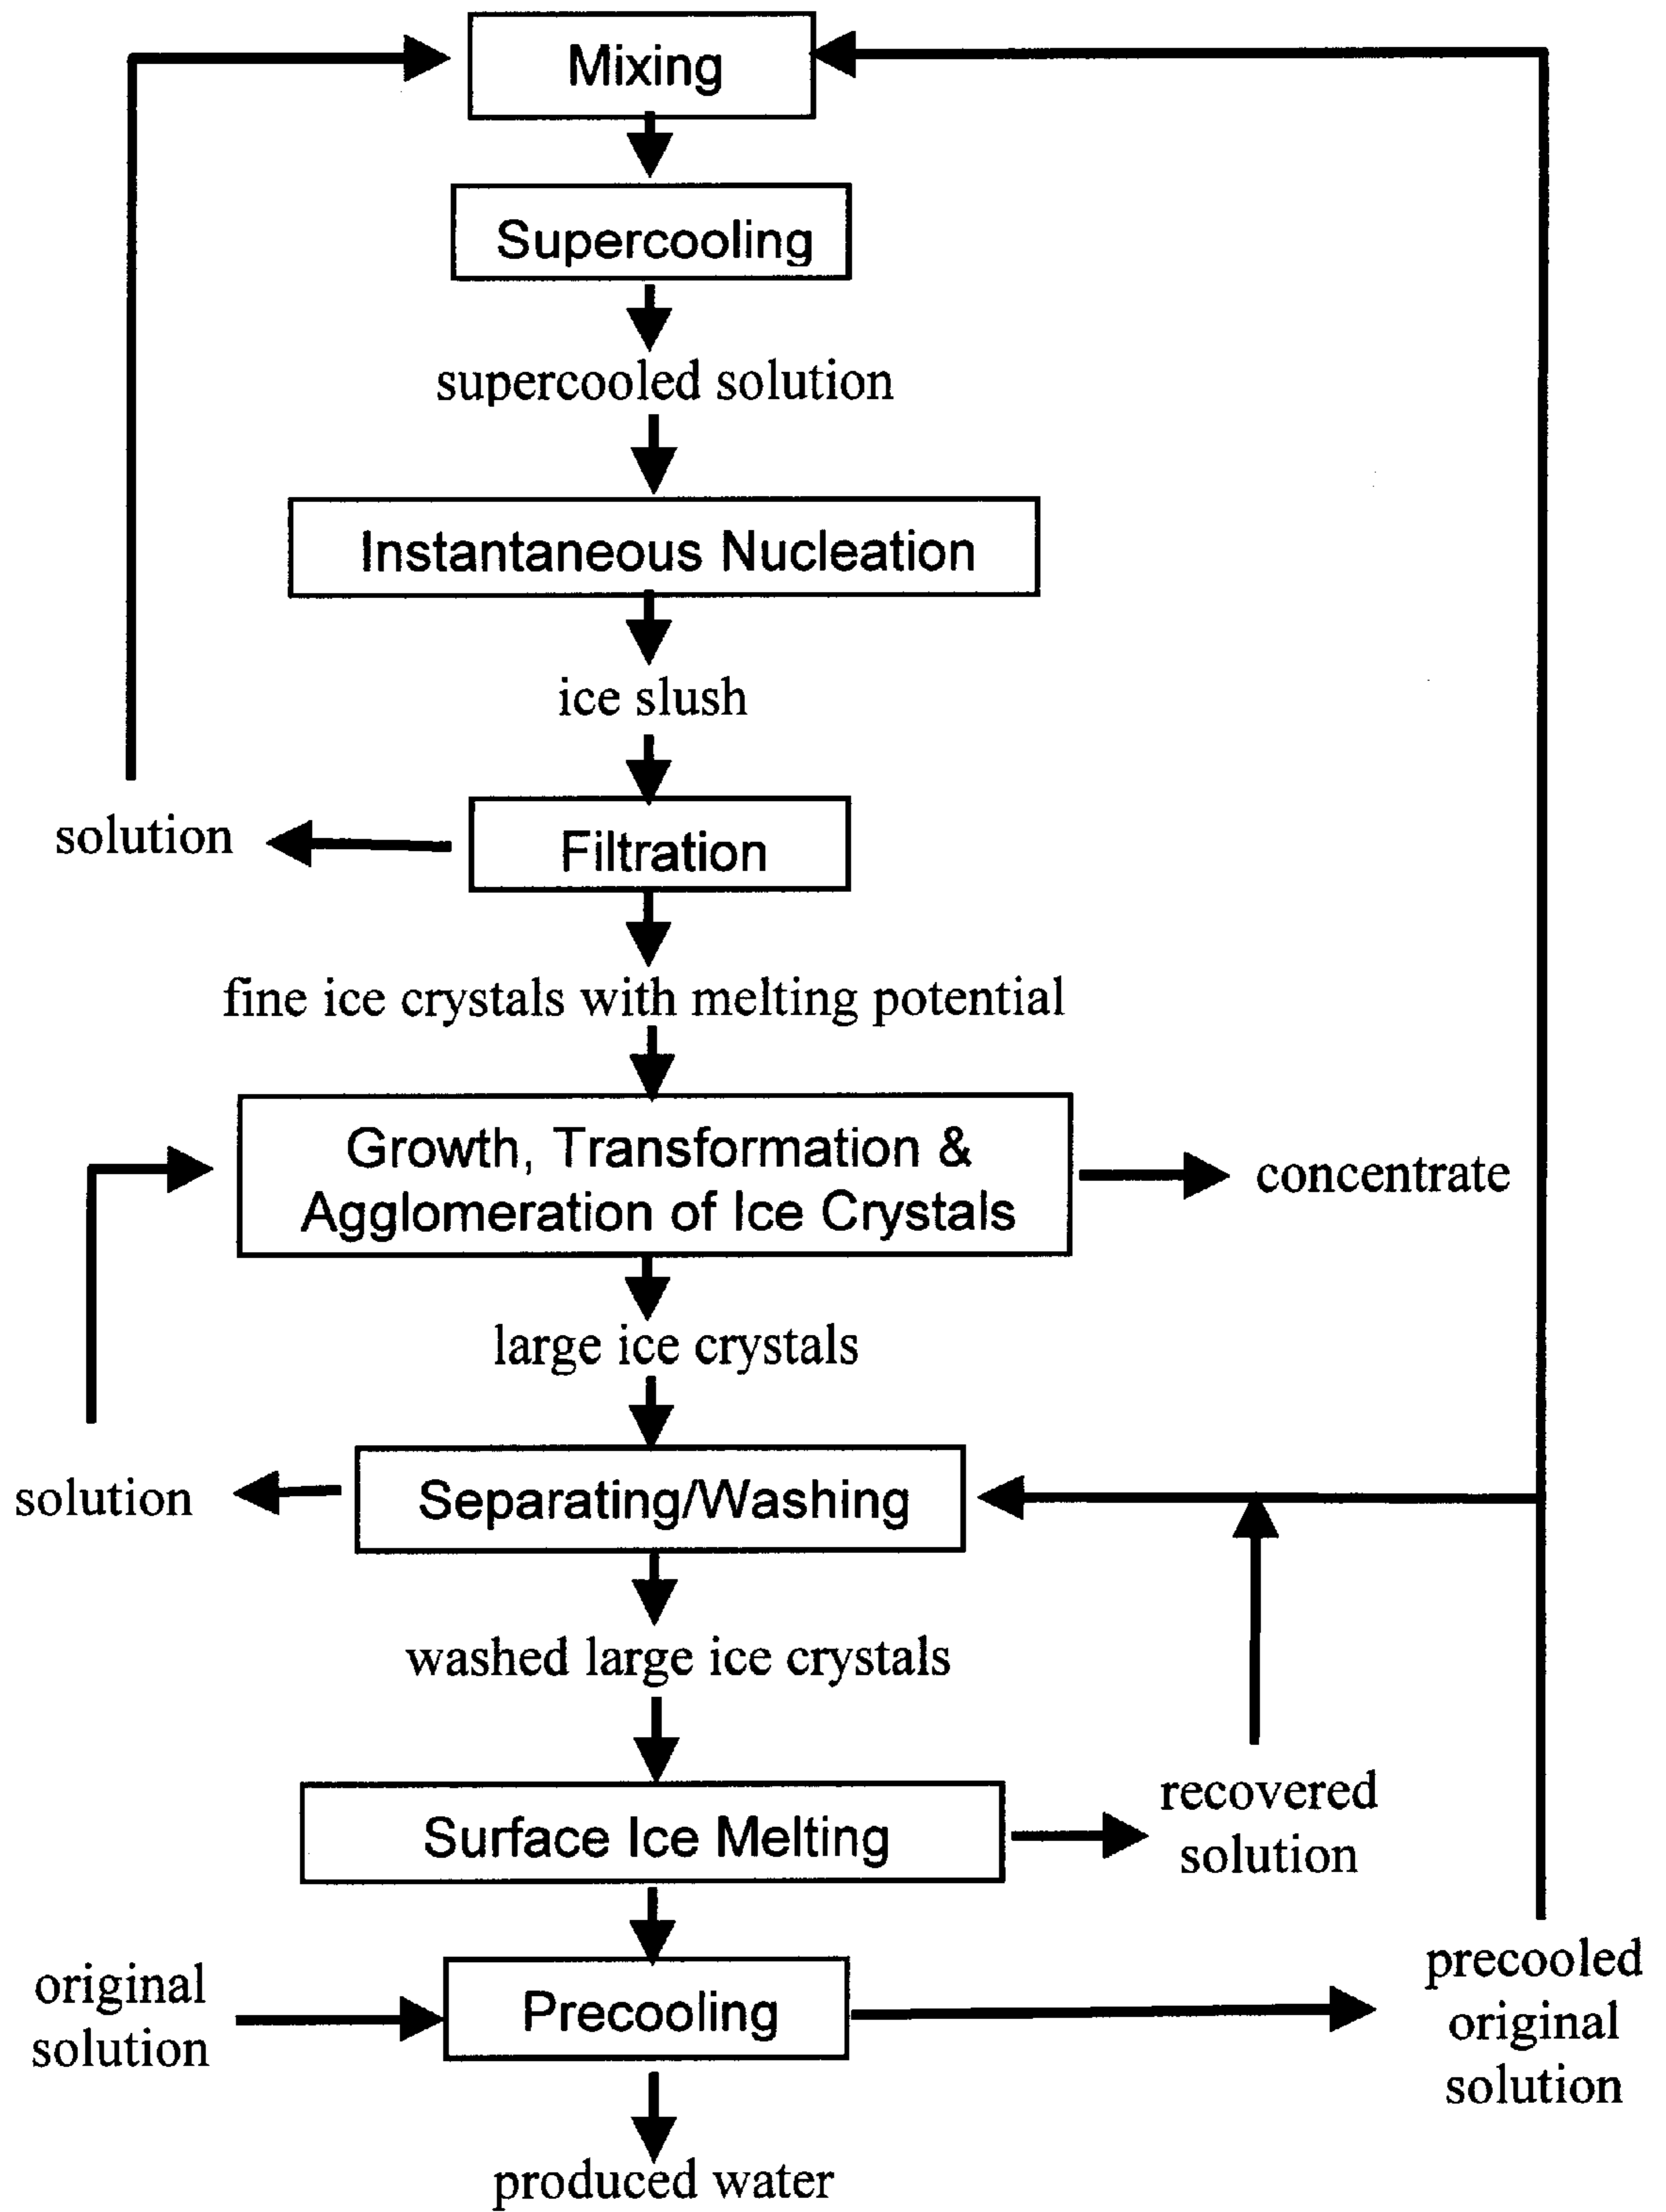 Mixing
Supercooling
supercooled solution
Instantaneous Nucleation
ice slush
solution
Filtration
fine ice crystals with melting potential
Growth, Transformation &
Agglomeration of Ice Crystals
concentrate
large ice crystals
solution
Separating/Washing
washed large ice crystals
Surface Ice Melting
recovered
solution
original
solution
Precooling
precooled
original
solution
produced water